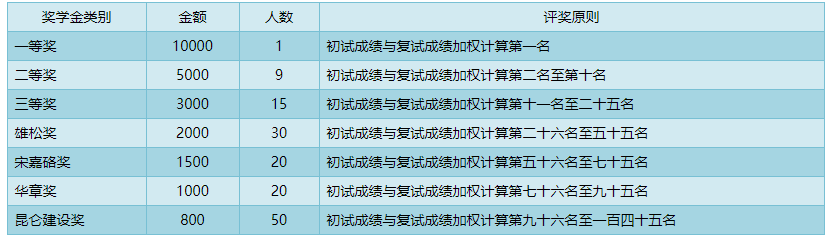 奖学金类别 金额 人数 评奖原则
一等奖 10000 1 初试成绩与复试成绩加权计算第一名
二等奖 5000 9 初试成绩与复试成绩加权计算第二名至第十名
三等奖 3000 15 初试成绩与复试成绩加权计算第十一名至二十五名
雄松奖 2000 30 初试成绩与复试成绩加权计算第二十六名至五十五名
宋嘉硌奖 1500 20 初试成绩与复试成绩加权计算第五十六名至七十五名
华章奖 1000 20 初试成绩与复试成绩加权计算第七十六名至九十五名
昆仑建设奖 800 50 初试成绩与复试成绩加权计算第九十六名至一百四十五名